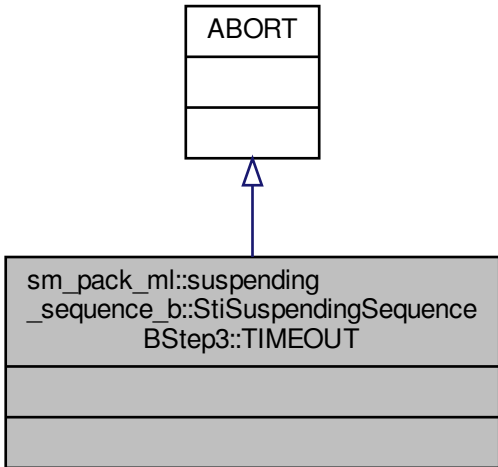 ABORT
sm_pack_ml::suspending
_sequence_b::StiSuspendingSequence
BStep3::TIMEOUT